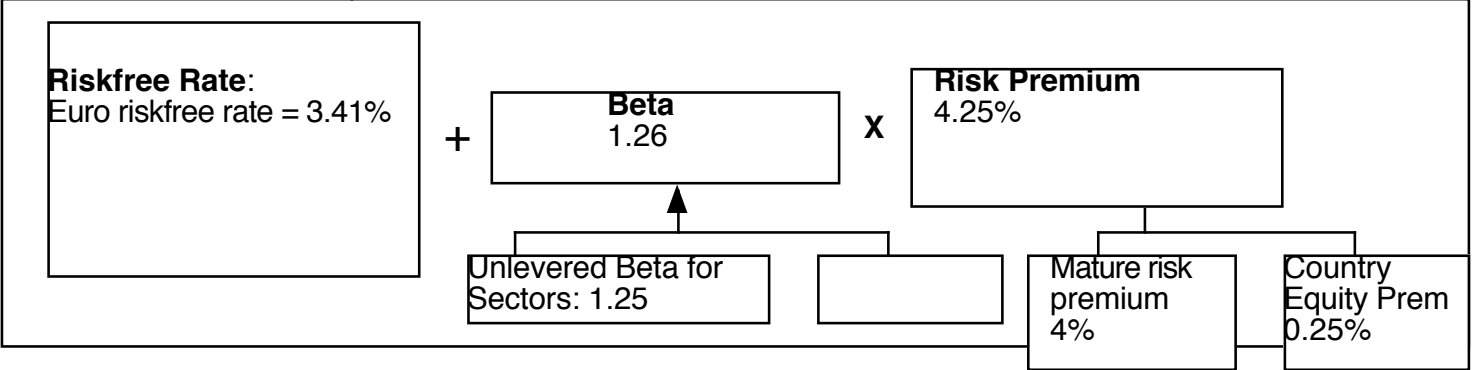 Riskfree Rate:
Euro riskfree rate = 3.41%
+
Beta
1.26
X
Risk Premium
4.25%
Unlevered Beta for
Sectors: 1.25
Mature risk
premium
4%
Country
Equity Prem
0.25%